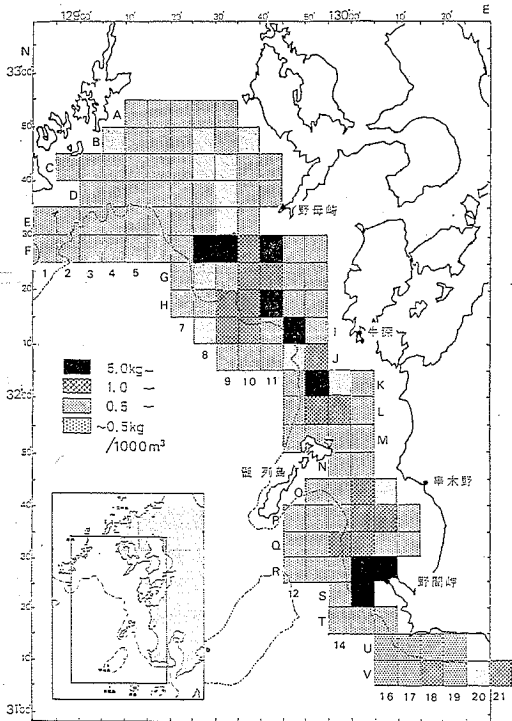 129°00' 10' 20' 30' 40' 50' 130°00' 10' 20' E
N
33°00'
50'
40'
30'
20'
10'
32°00'
50'
40'
30'
20'
10'
31°00'
A
B
C
D
E
F
1 2 3 4 5
G
H
7
I
8
J
9 10 11
K
L
M
N
O
P
Q
R
12
S
T
14
U
V
16 17 18 19 20 21
野母崎
牛深
串木野
野間岬
甑列島
5.0kg~
1.0 ~
0.5 ~
~0.5kg
/1000m³